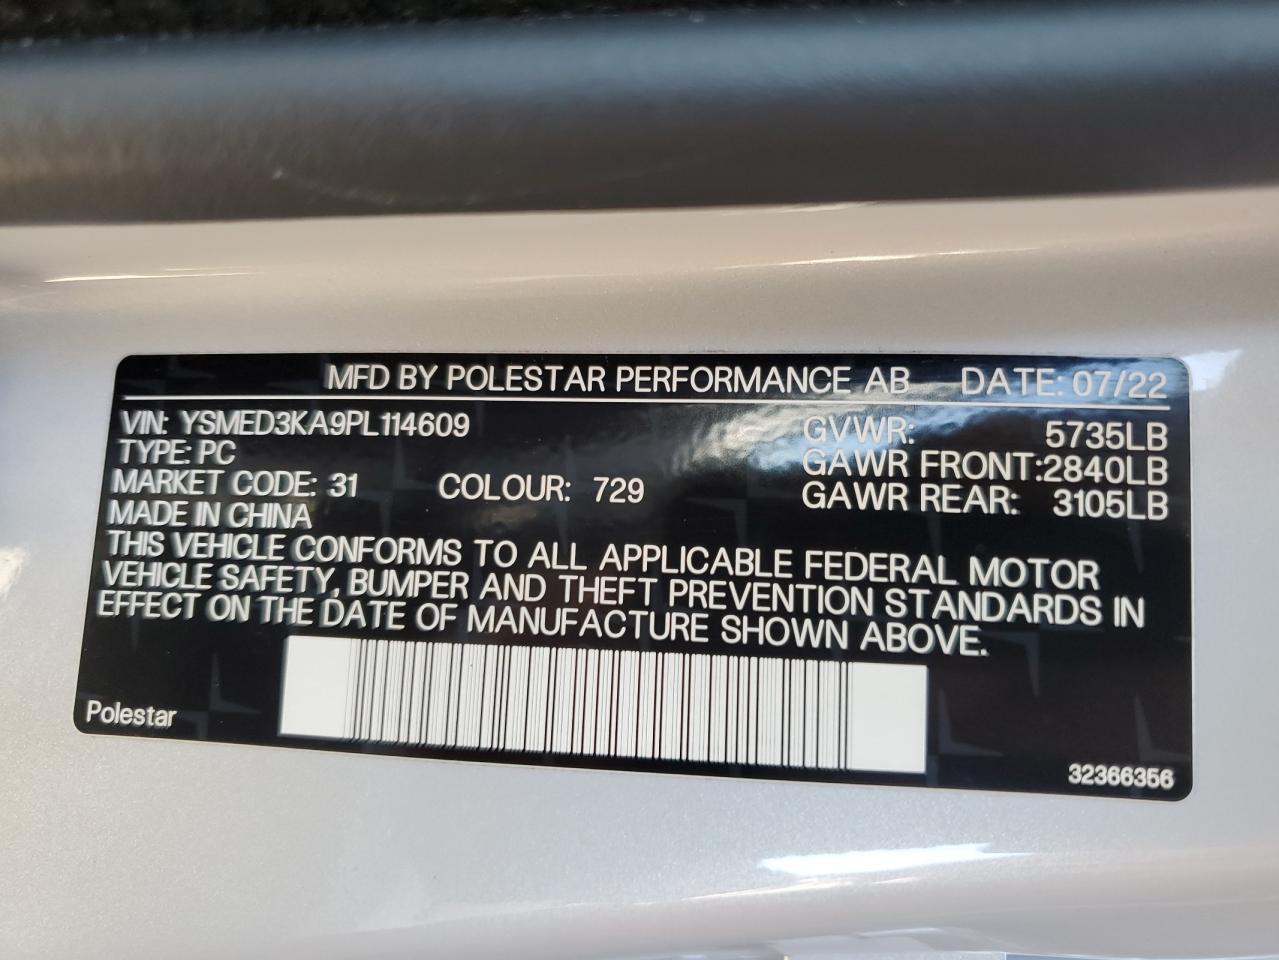 MFD BY POLESTAR PERFORMANCE AB DATE: 07/22
VIN: YSMED3KA9PL114609 GVWR: 5735LB
TYPE: PC GAWR FRONT:2840LB
MARKET CODE: 31 COLOUR: 729 GAWR REAR: 3105LB
MADE IN CHINA
THIS VEHICLE CONFORMS TO ALL APPLICABLE FEDERAL MOTOR
VEHICLE SAFETY, BUMPER AND THEFT PREVENTION STANDARDS IN
EFFECT ON THE DATE OF MANUFACTURE SHOWN ABOVE.
Polestar
32366356